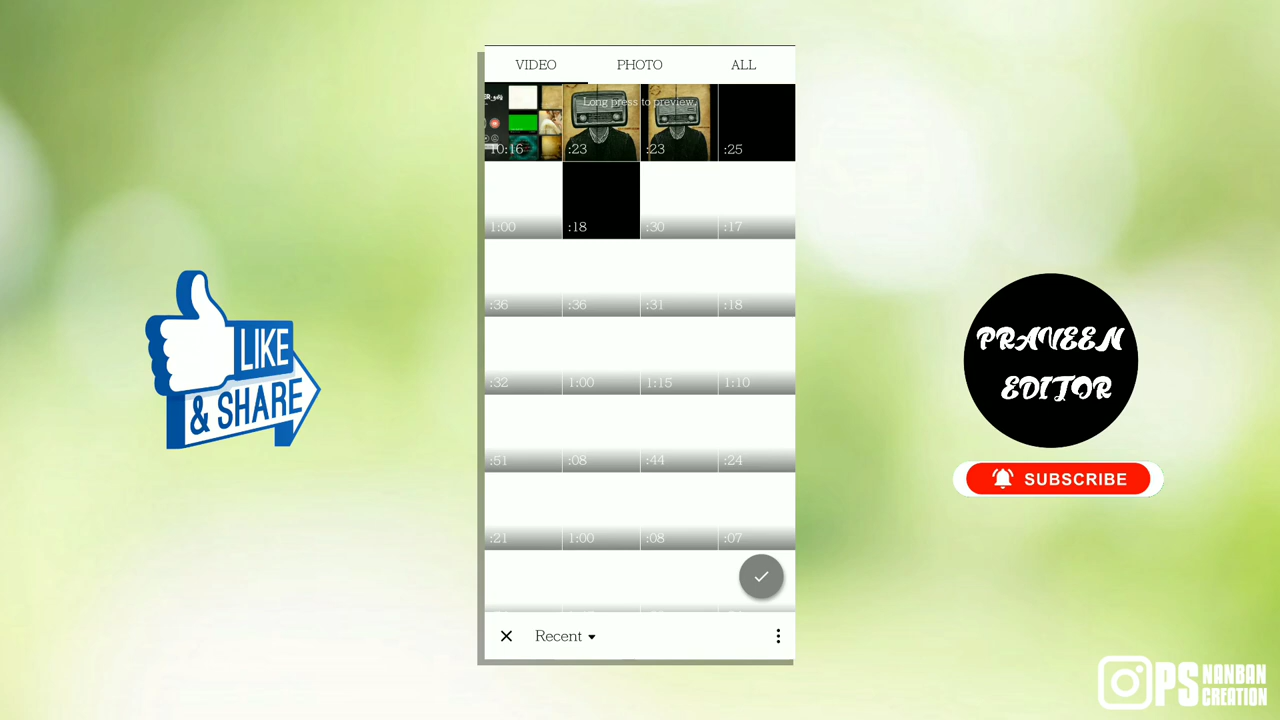 VIDEO PHOTO ALL
Long press to preview
10:16 :23 :23 :25
1:00 :18 :30 :17
:36 :36 :31 :18
:32 1:00 1:15 1:10
:51 :08 :44 :24
:21 1:00 :08 :07
Recent
LIKE
& SHARE
PRAVEEN
EDITOR
SUBSCRIBE
PS NANBAN
CREATION